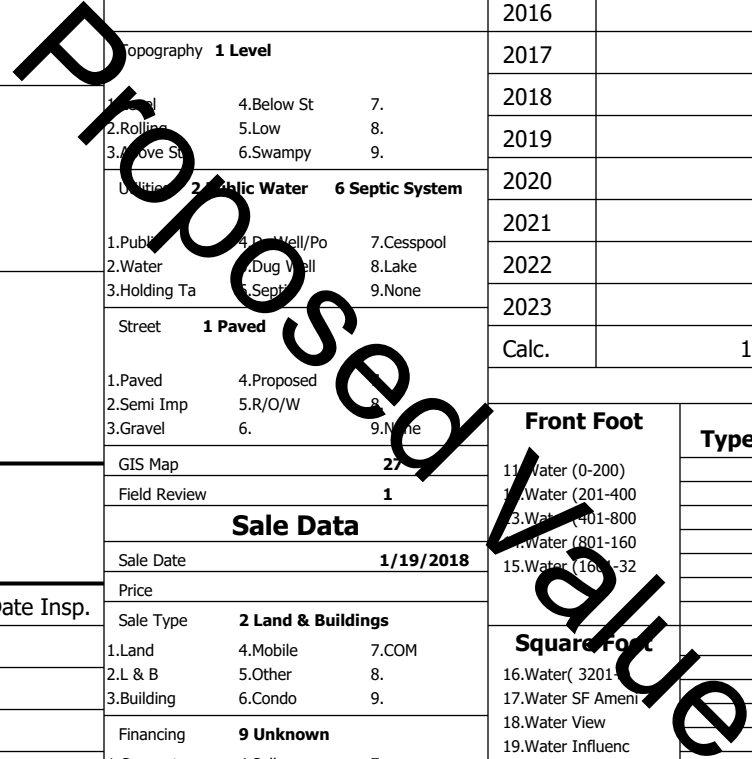 Topography 1 Level
1.Level 4.Below St 7.
2.Rolling 5.Low 8.
3.Above St 6.Swampy 9.
Utilities 2 Public Water 6 Septic System
1.Public 4.Dr Well/Po 7.Cesspool
2.Water 5.Dug Well 8.Lake
3.Holding Ta 6.Septic 9.None
Street 1 Paved
1.Paved 4.Proposed 7.
2.Semi Imp 5.R/O/W 8.
3.Gravel 6. 9.None
GIS Map 27
Field Review 1
Sale Data
Sale Date 1/19/2018
Price
Sale Type 2 Land & Buildings
1.Land 4.Mobile 7.COM
2.L & B 5.Other 8.
3.Building 6.Condo 9.
Financing 9 Unknown
Date Insp.
2016
2017
2018
2019
2020
2021
2022
2023
Calc. 1
Front Foot
Type
11.Water (0-200)
12.Water (201-400
13.Water (401-800
14.Water (801-160
15.Water (1601-32
Square Foot
16.Water( 3201-
17.Water SF Ameni
18.Water View
19.Water Influenc
Proposed Value